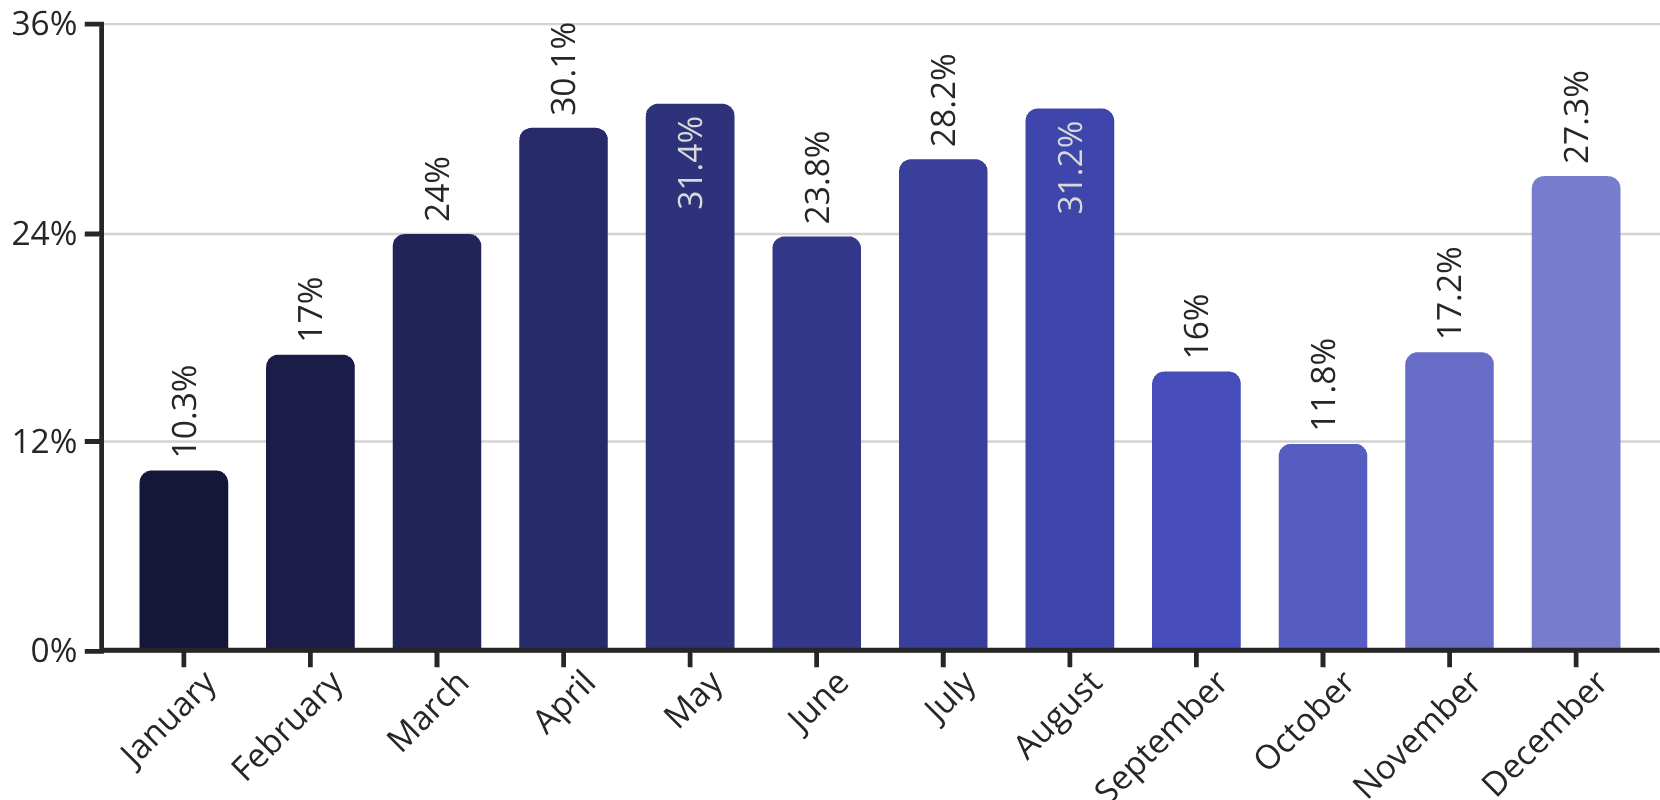 36%
24%
12%
0%
10.3%
17%
24%
30.1%
31.4%
23.8%
28.2%
31.2%
16%
11.8%
17.2%
27.3%
January
February
March
April
May
June
July
August
September
October
November
December